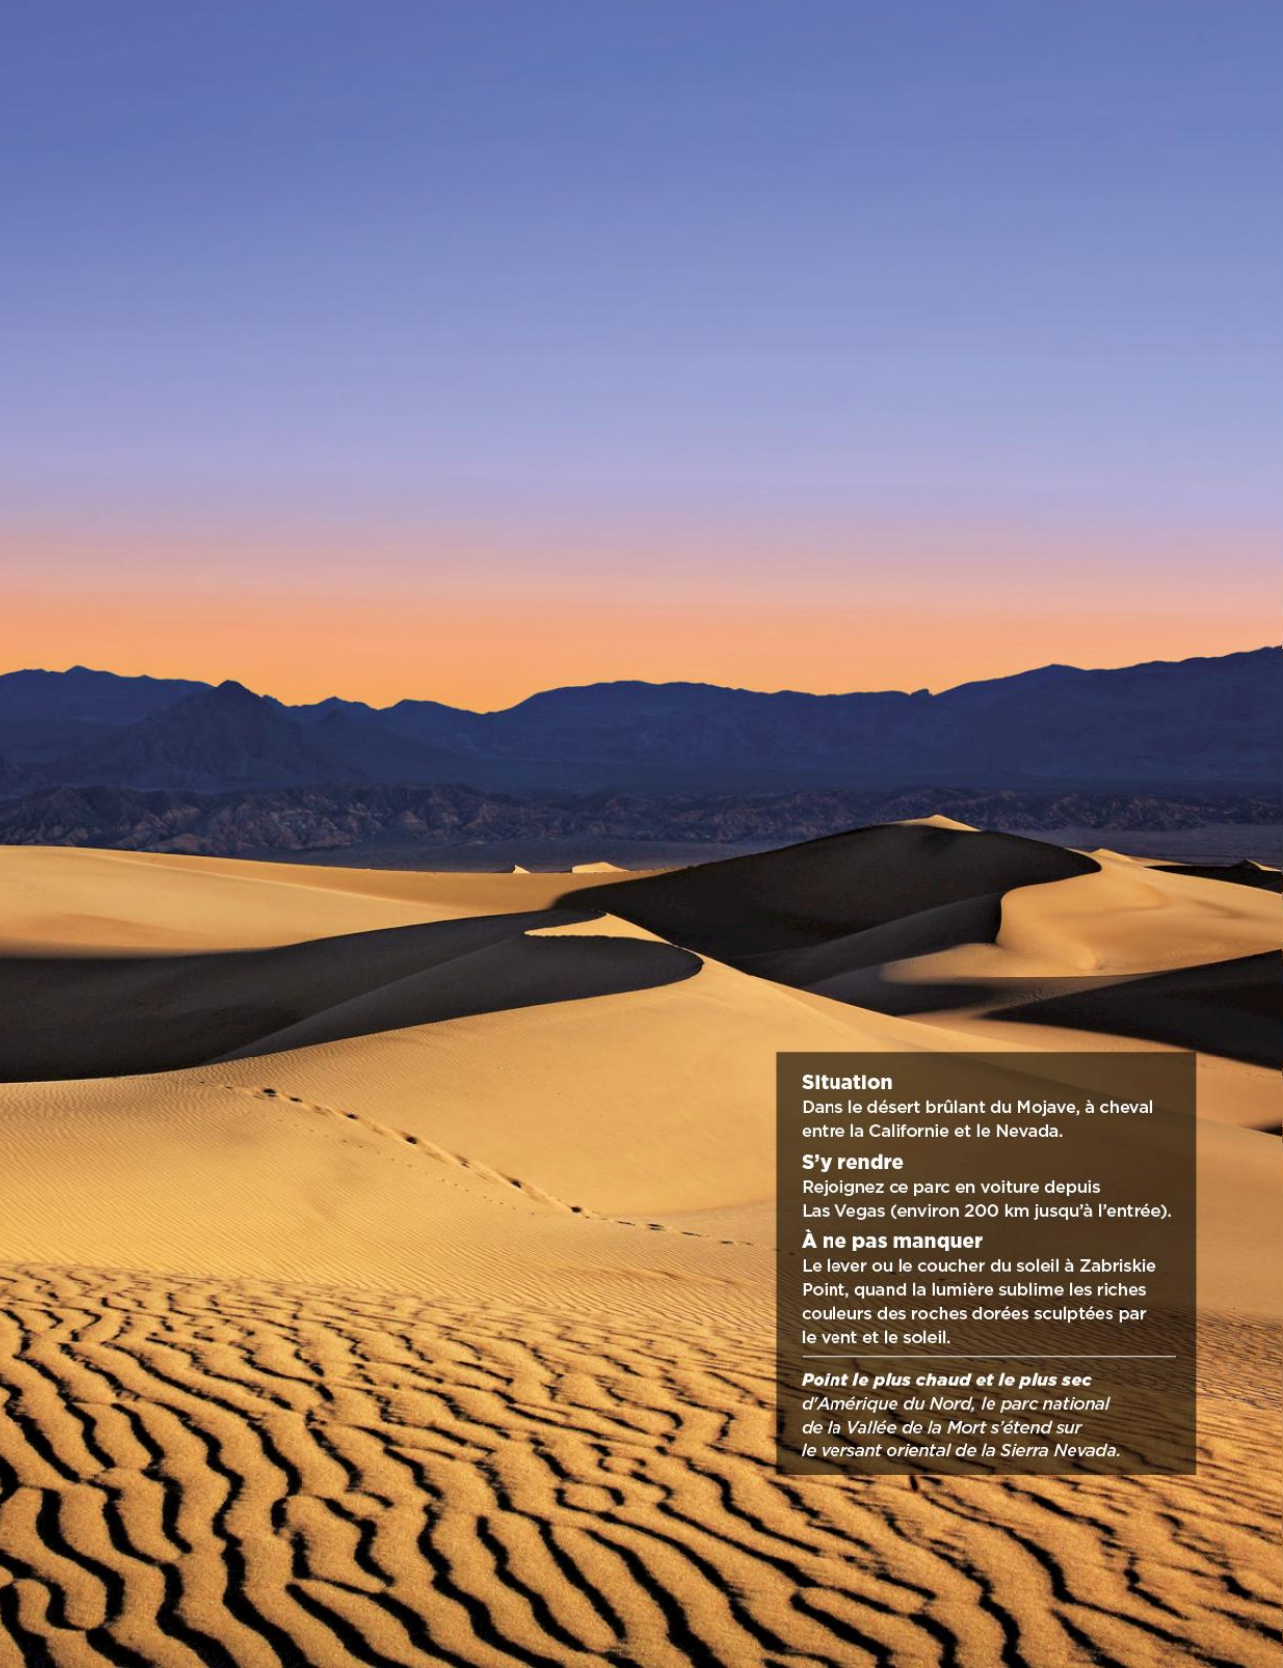 Situation
Dans le désert brûlant du Mojave, à cheval
entre la Californie et le Nevada.
S'y rendre
Rejoignez ce parc en voiture depuis
Las Vegas (environ 200 km jusqu'à l'entrée).
À ne pas manquer
Le lever ou le coucher du soleil à Zabriskie
Point, quand la lumière sublime les riches
couleurs des roches dorées sculptées par
le vent et le soleil.
Point le plus chaud et le plus sec
d'Amérique du Nord, le parc national
de la Vallée de la Mort s'étend sur
le versant oriental de la Sierra Nevada.